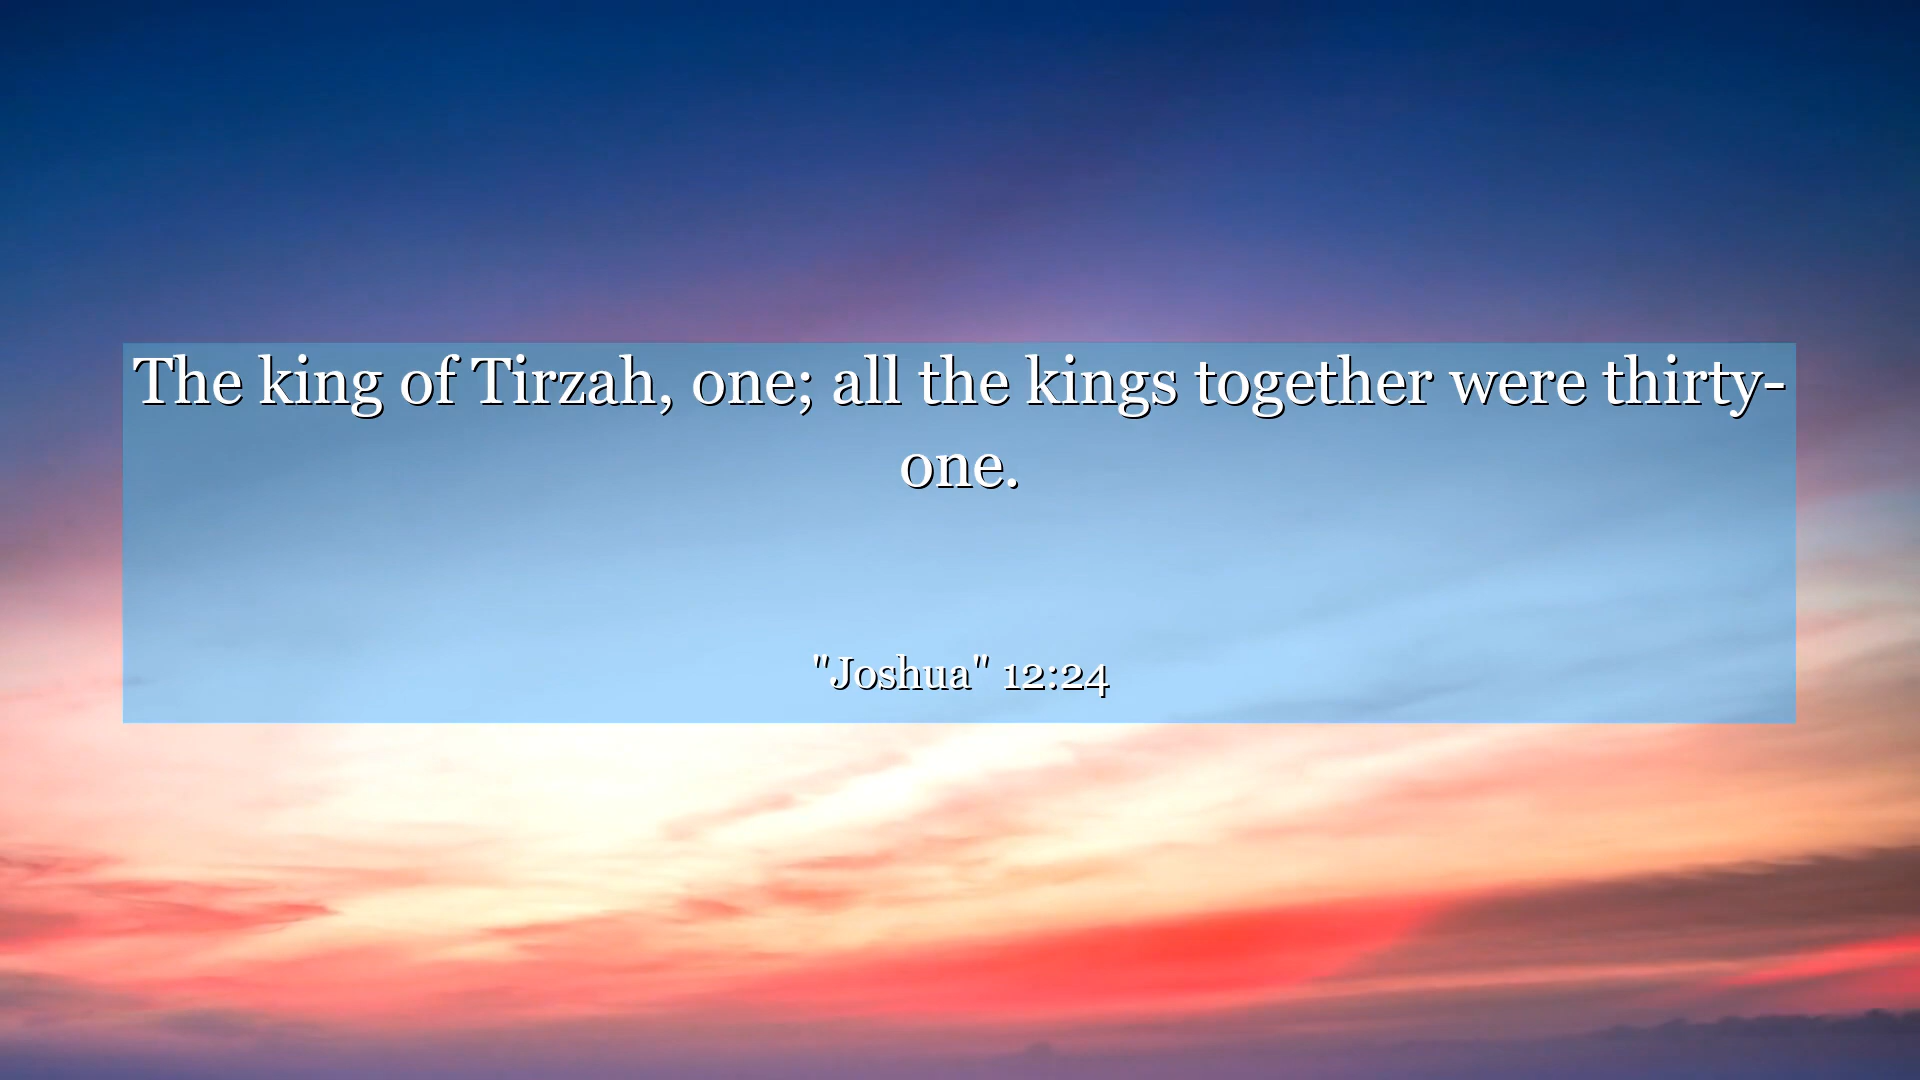 The king of Tirzah, one; all the kings together were thirty-
one.
"Joshua" 12:24